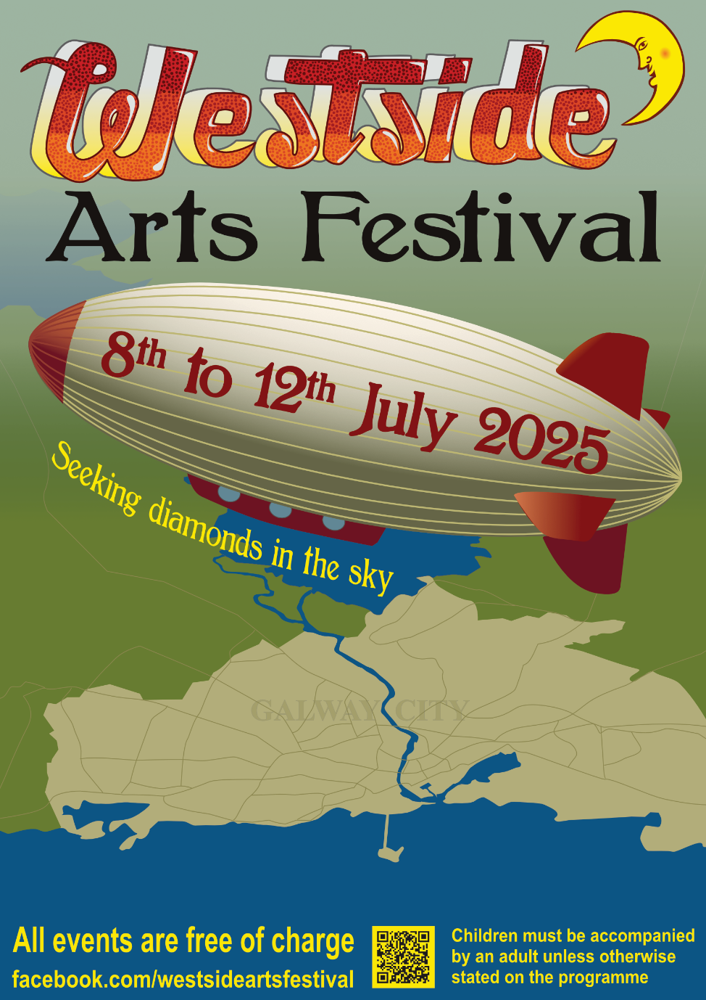 Westside
Arts Festival
8th to 12th July 2025
Seeking diamonds in the sky
GALWAY CITY
All events are free of charge
facebook.com/westsideartsfestival
Children must be accompanied
by an adult unless otherwise
stated on the programme